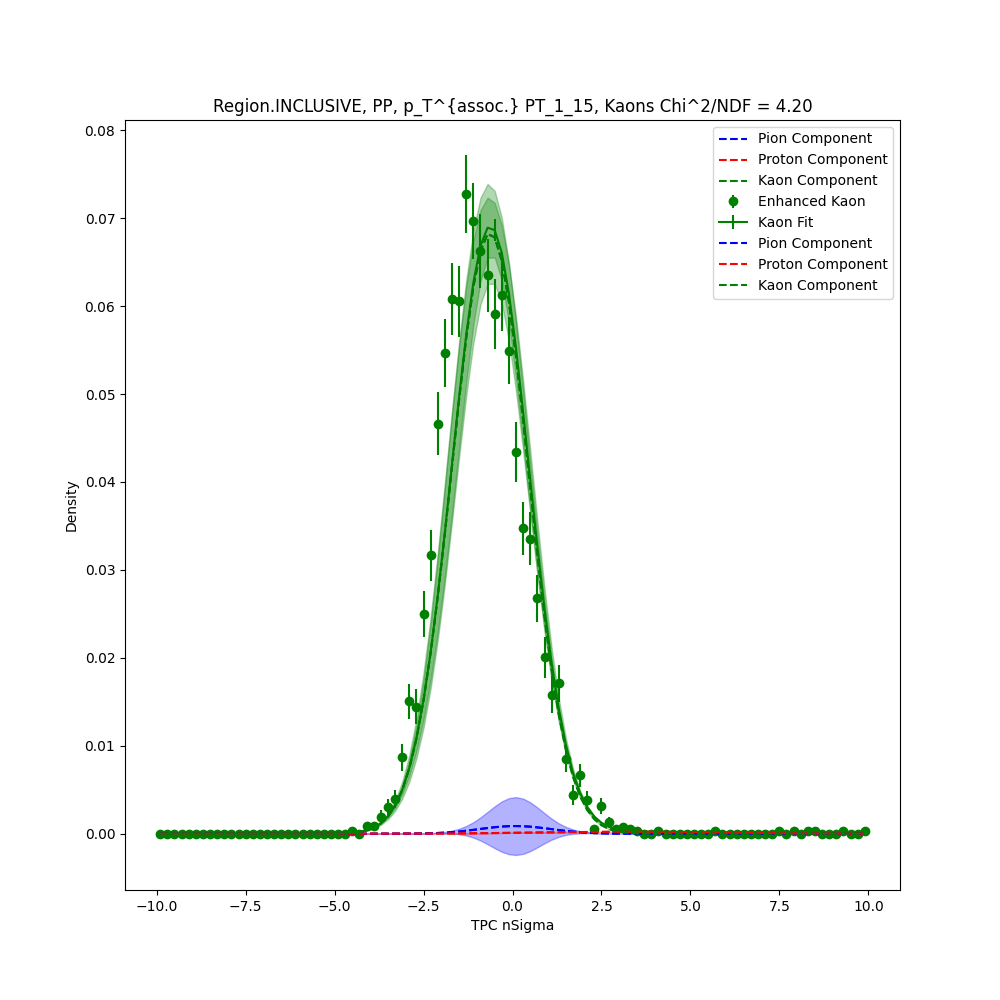 Region.INCLUSIVE, PP, p_T^{assoc.} PT_1_15, Kaons Chi^2/NDF = 4.20
Pion Component
Proton Component
Kaon Component
Enhanced Kaon
Kaon Fit
Pion Component
Proton Component
Kaon Component
0.08
0.07
0.06
0.05
0.04
0.03
0.02
0.01
0.00
Density
−10.0 −7.5 −5.0 −2.5 0.0 2.5 5.0 7.5 10.0
TPC nSigma